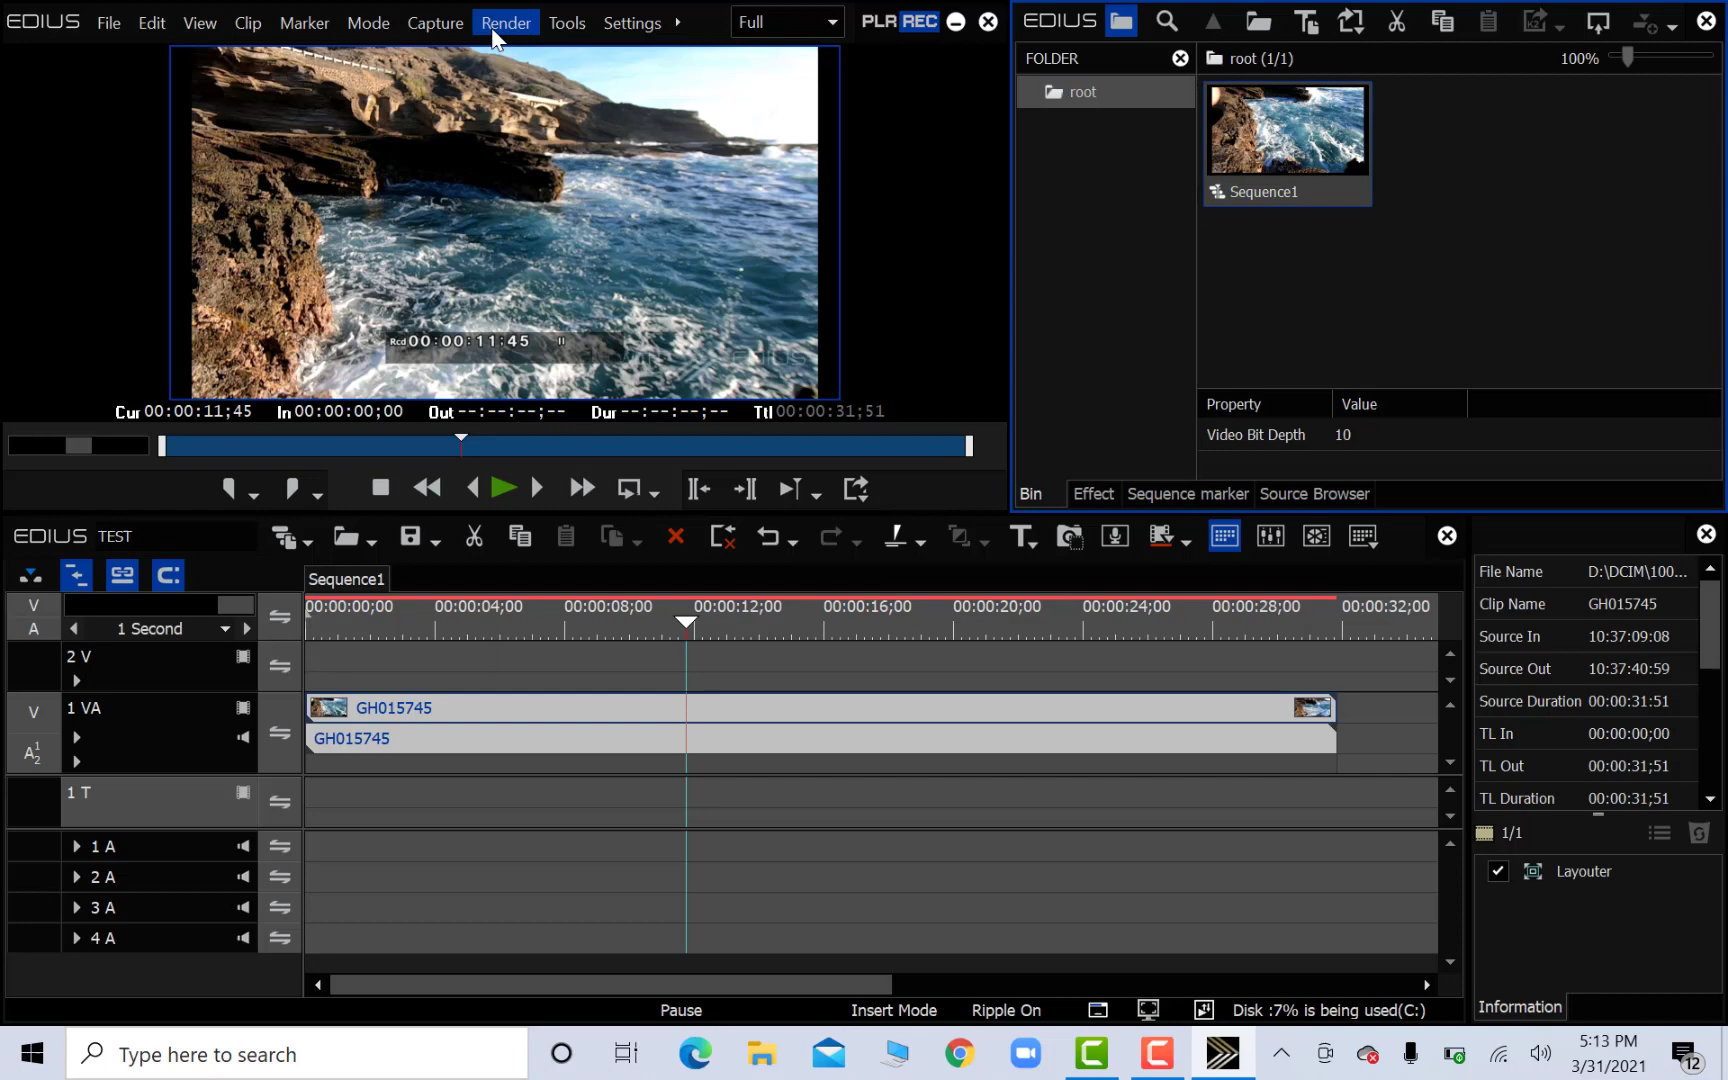 EDIUS File Edit View Clip Marker Mode Capture Render Tools Settings Full PLR REC
Rcd 00:00:11:45 II
EDIUS
Cur 00:00:11;45 In 00:00:00;00 Out --:--:--;-- Dur --:--:--;-- Ttl 00:00:31;51
EDIUS
FOLDER
root
root (1/1) 100%
Sequence1
Property Value
Video Bit Depth 10
Bin Effect Sequence marker Source Browser
EDIUS TEST
Sequence1
V
A
1 Second
00:00:00;00 00:00:04;00 00:00:08;00 00:00:12;00 00:00:16;00 00:00:20;00 00:00:24;00 00:00:28;00 00:00:32;00
2 V
V 1 VA GH015745
A 1 2 GH015745
1 T
1 A
2 A
3 A
4 A
File Name D:\DCIM\100...
Clip Name GH015745
Source In 10:37:09:08
Source Out 10:37:40:59
Source Duration 00:00:31:51
TL In 00:00:00;00
TL Out 00:00:31;51
TL Duration 00:00:31;51
1/1
Layouter
Information
Pause Insert Mode Ripple On Disk :7% is being used(C:)
Type here to search
5:13 PM
3/31/2021
12